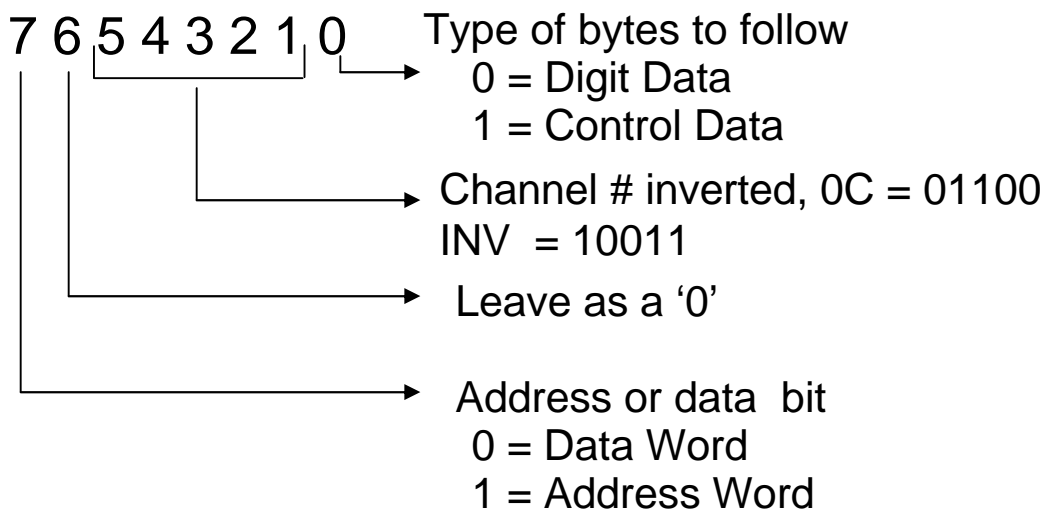 7 6 5 4 3 2 1 0
Type of bytes to follow
0 = Digit Data
1 = Control Data
Channel # inverted, 0C = 01100
INV = 10011
Leave as a ‘0’
Address or data bit
0 = Data Word
1 = Address Word